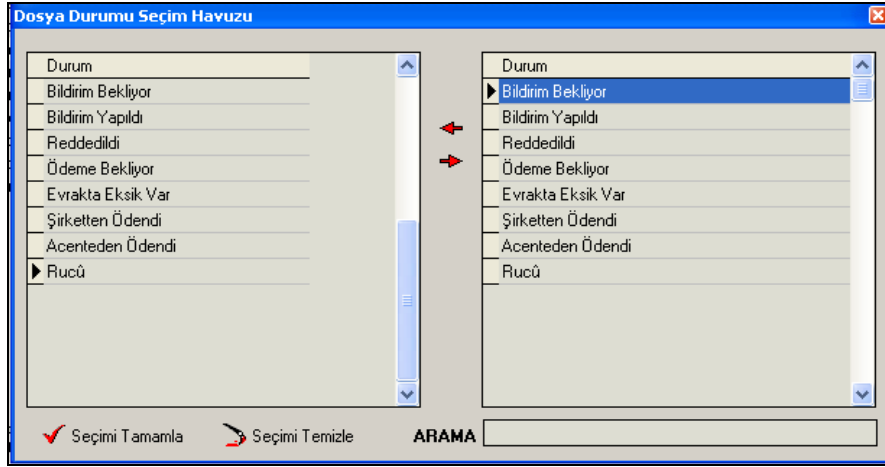 Dosya Durumu Seçim Havuzu
Durum
Bildirim Bekliyor
Bildirim Yapıldı
Reddedildi
Ödeme Bekliyor
Evrakta Eksik Var
Şirketten Ödendi
Acenteden Ödendi
Rucû
Durum
Bildirim Bekliyor
Bildirim Yapıldı
Reddedildi
Ödeme Bekliyor
Evrakta Eksik Var
Şirketten Ödendi
Acenteden Ödendi
Rucû
Seçimi Tamamla
Seçimi Temizle
ARAMA